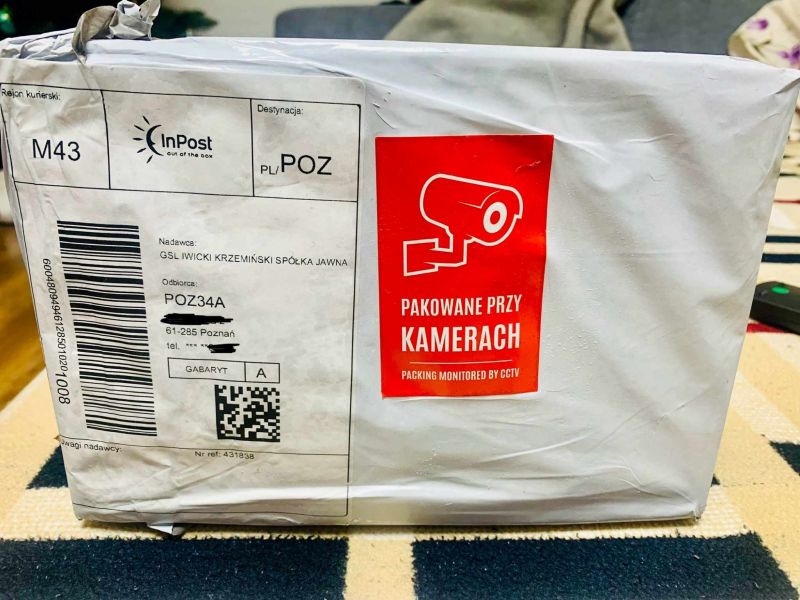 Rejon kurierski:
M43
InPost
out of the box
Destynacja:
PL/POZ
Nadawca:
GSL IWICKI KRZEMIŃSKI SPÓŁKA JAWNA
Odbiorca:
POZ34A
61-285 Poznań
tel. *** **
GABARYT A
600480949461285010201008
Uwagi nadawcy:
Nr ref: 431838
PAKOWANE PRZY
KAMERACH
PACKING MONITORED BY CCTV